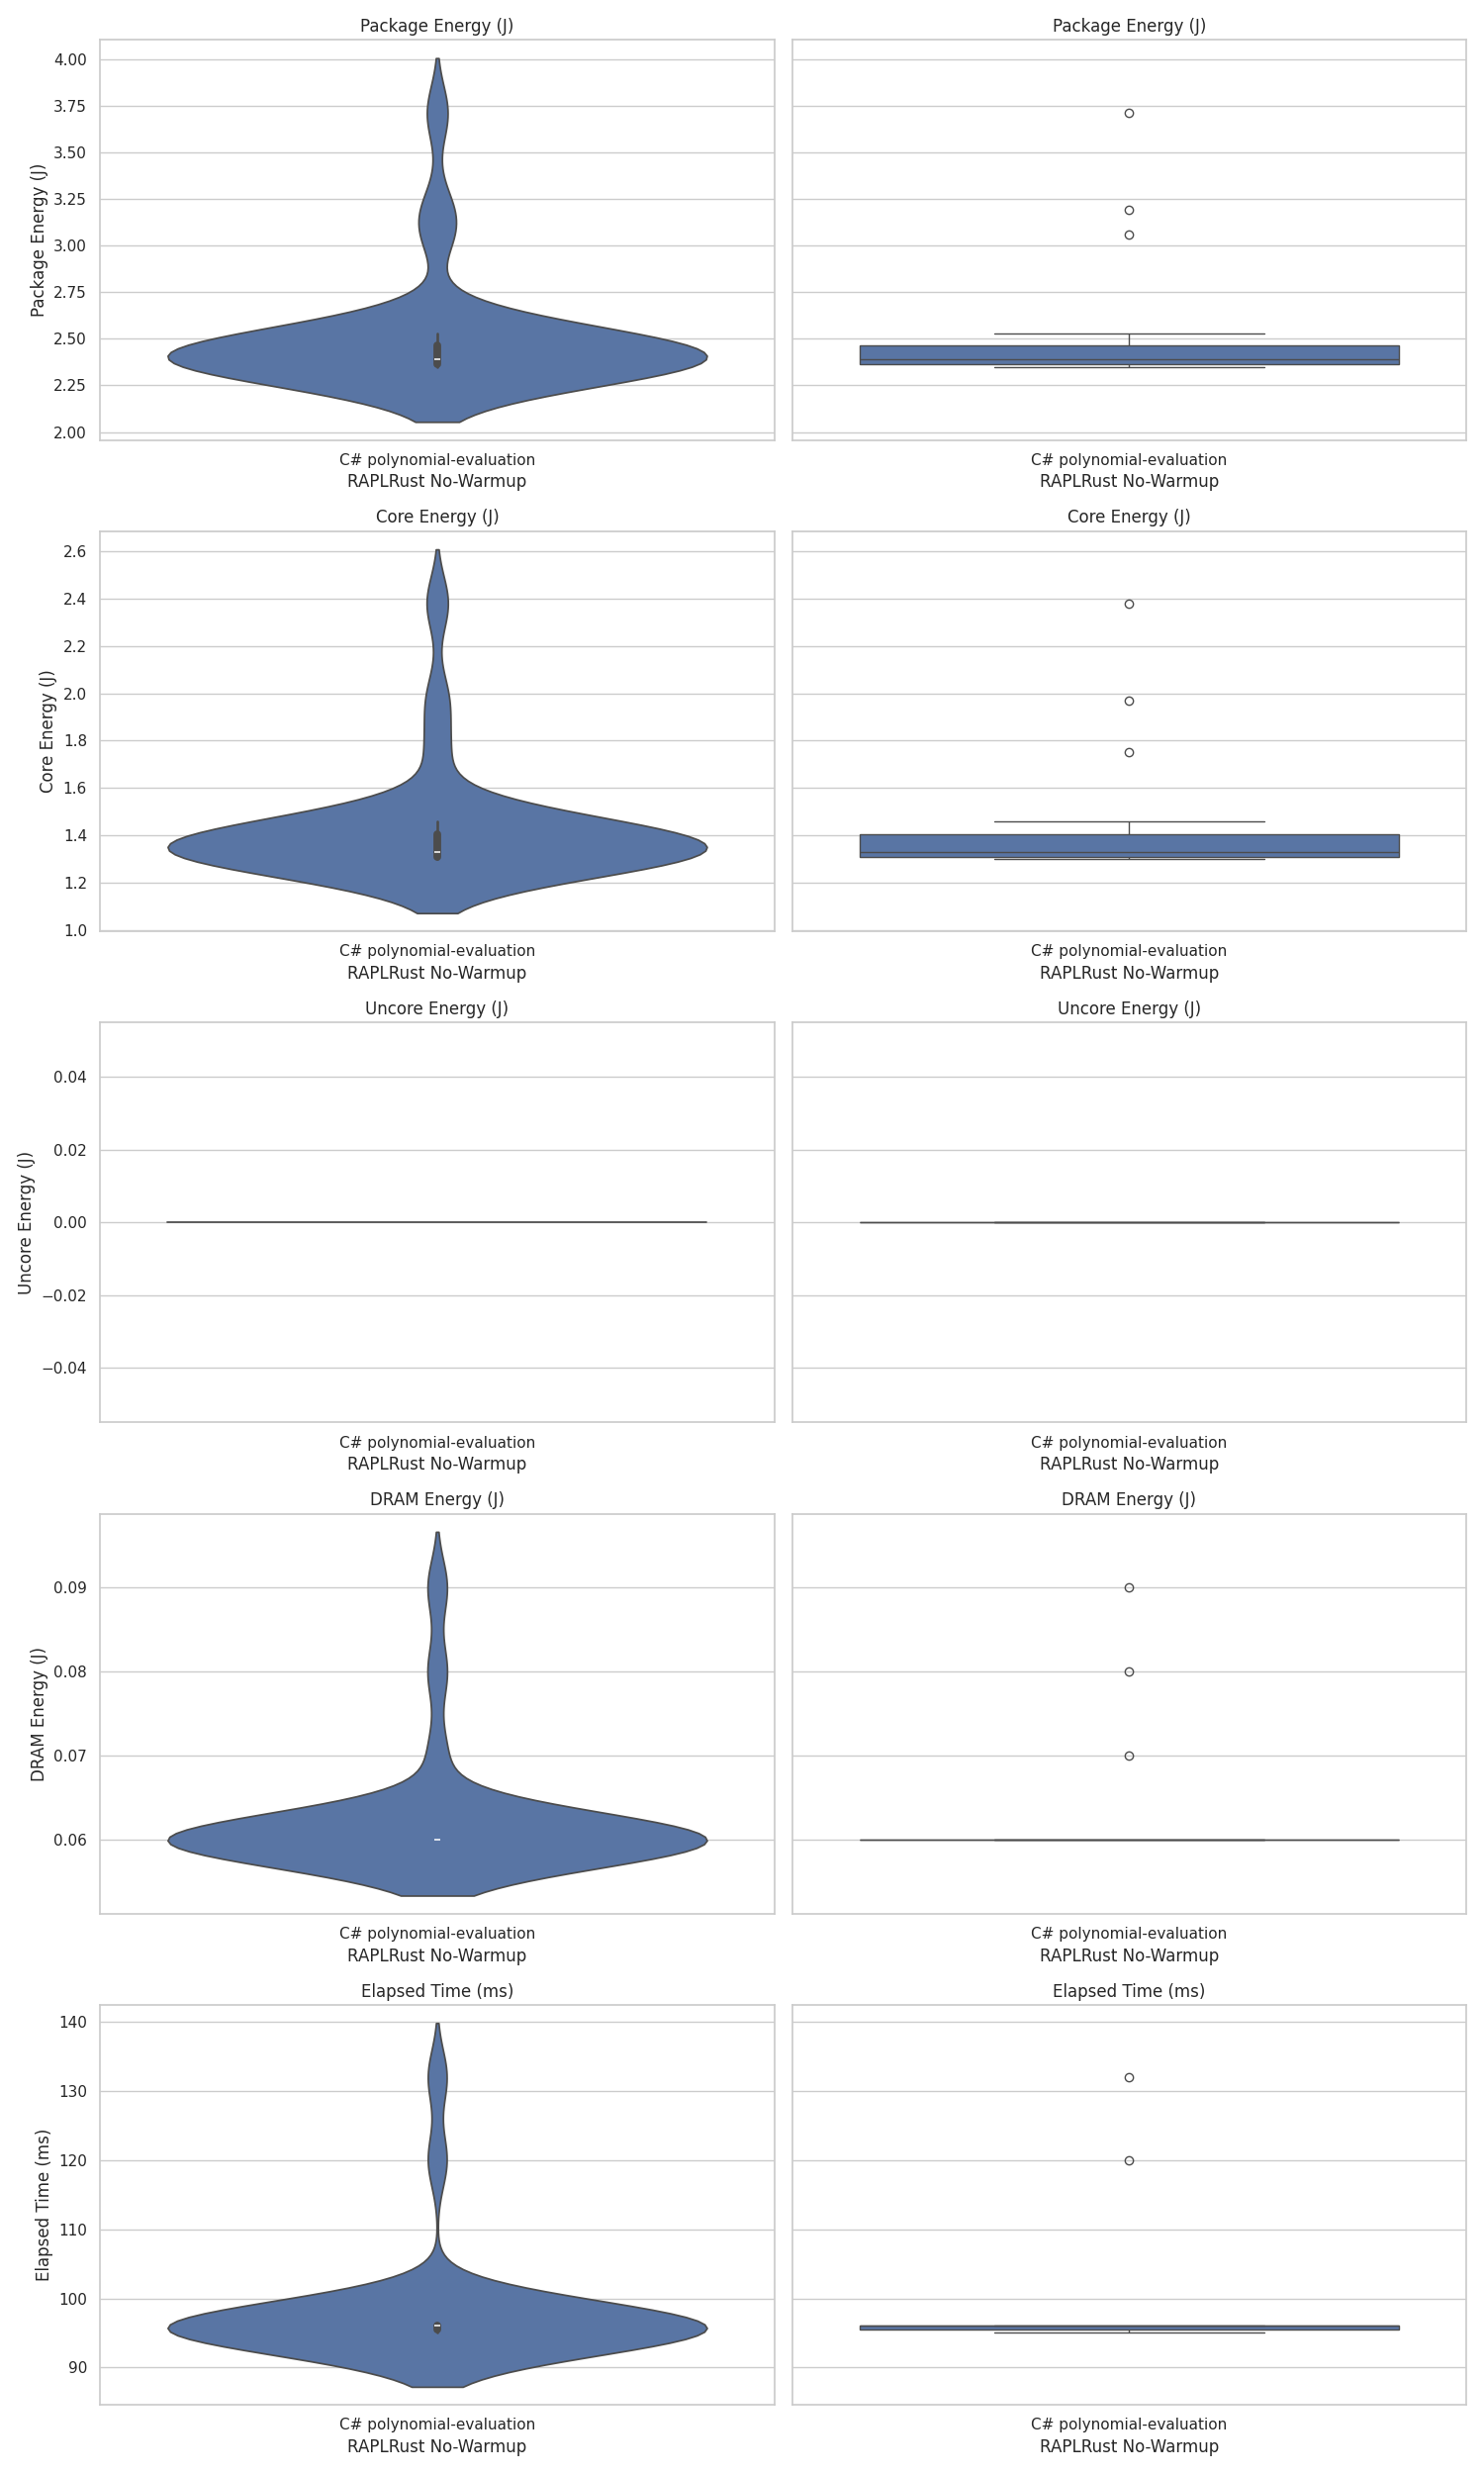 Package Energy (J)
Package Energy (J)
Package Energy (J)
4.00
3.75
3.50
3.25
3.00
2.75
2.50
2.25
2.00
C# polynomial-evaluation
RAPLRust No-Warmup
C# polynomial-evaluation
RAPLRust No-Warmup
Core Energy (J)
Core Energy (J)
Core Energy (J)
2.6
2.4
2.2
2.0
1.8
1.6
1.4
1.2
1.0
C# polynomial-evaluation
RAPLRust No-Warmup
C# polynomial-evaluation
RAPLRust No-Warmup
Uncore Energy (J)
Uncore Energy (J)
Uncore Energy (J)
0.04
0.02
0.00
−0.02
−0.04
C# polynomial-evaluation
RAPLRust No-Warmup
C# polynomial-evaluation
RAPLRust No-Warmup
DRAM Energy (J)
DRAM Energy (J)
DRAM Energy (J)
0.09
0.08
0.07
0.06
C# polynomial-evaluation
RAPLRust No-Warmup
C# polynomial-evaluation
RAPLRust No-Warmup
Elapsed Time (ms)
Elapsed Time (ms)
Elapsed Time (ms)
140
130
120
110
100
90
C# polynomial-evaluation
RAPLRust No-Warmup
C# polynomial-evaluation
RAPLRust No-Warmup